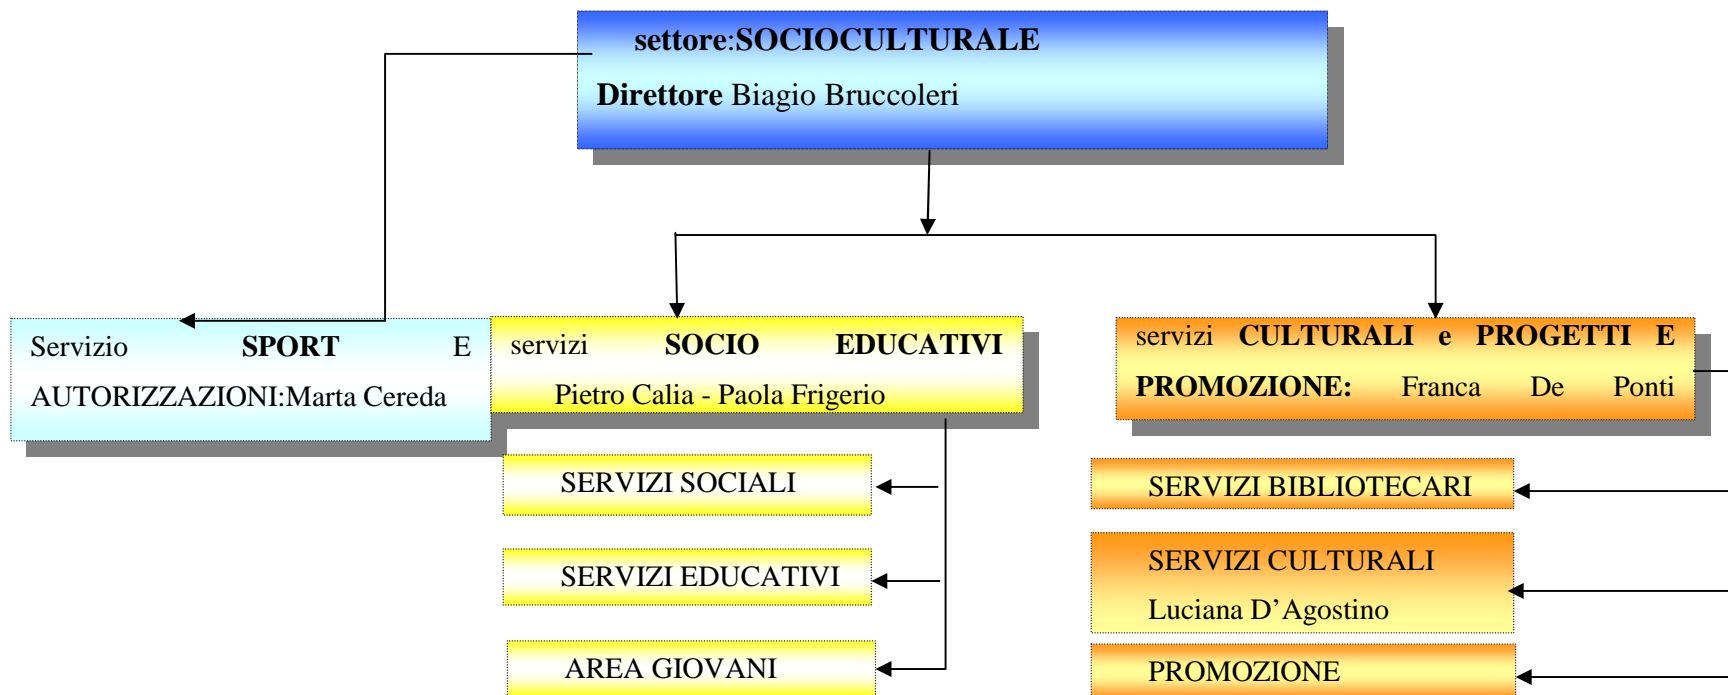 settore:SOCIOCULTURALE
Direttore Biagio Bruccoleri
Servizio SPORT E
AUTORIZZAZIONI:Marta Cereda
servizi SOCIO EDUCATIVI
Pietro Calia - Paola Frigerio
servizi CULTURALI e PROGETTI E
PROMOZIONE: Franca De Ponti
SERVIZI SOCIALI
SERVIZI EDUCATIVI
AREA GIOVANI
SERVIZI BIBLIOTECARI
SERVIZI CULTURALI
Luciana D’Agostino
PROMOZIONE